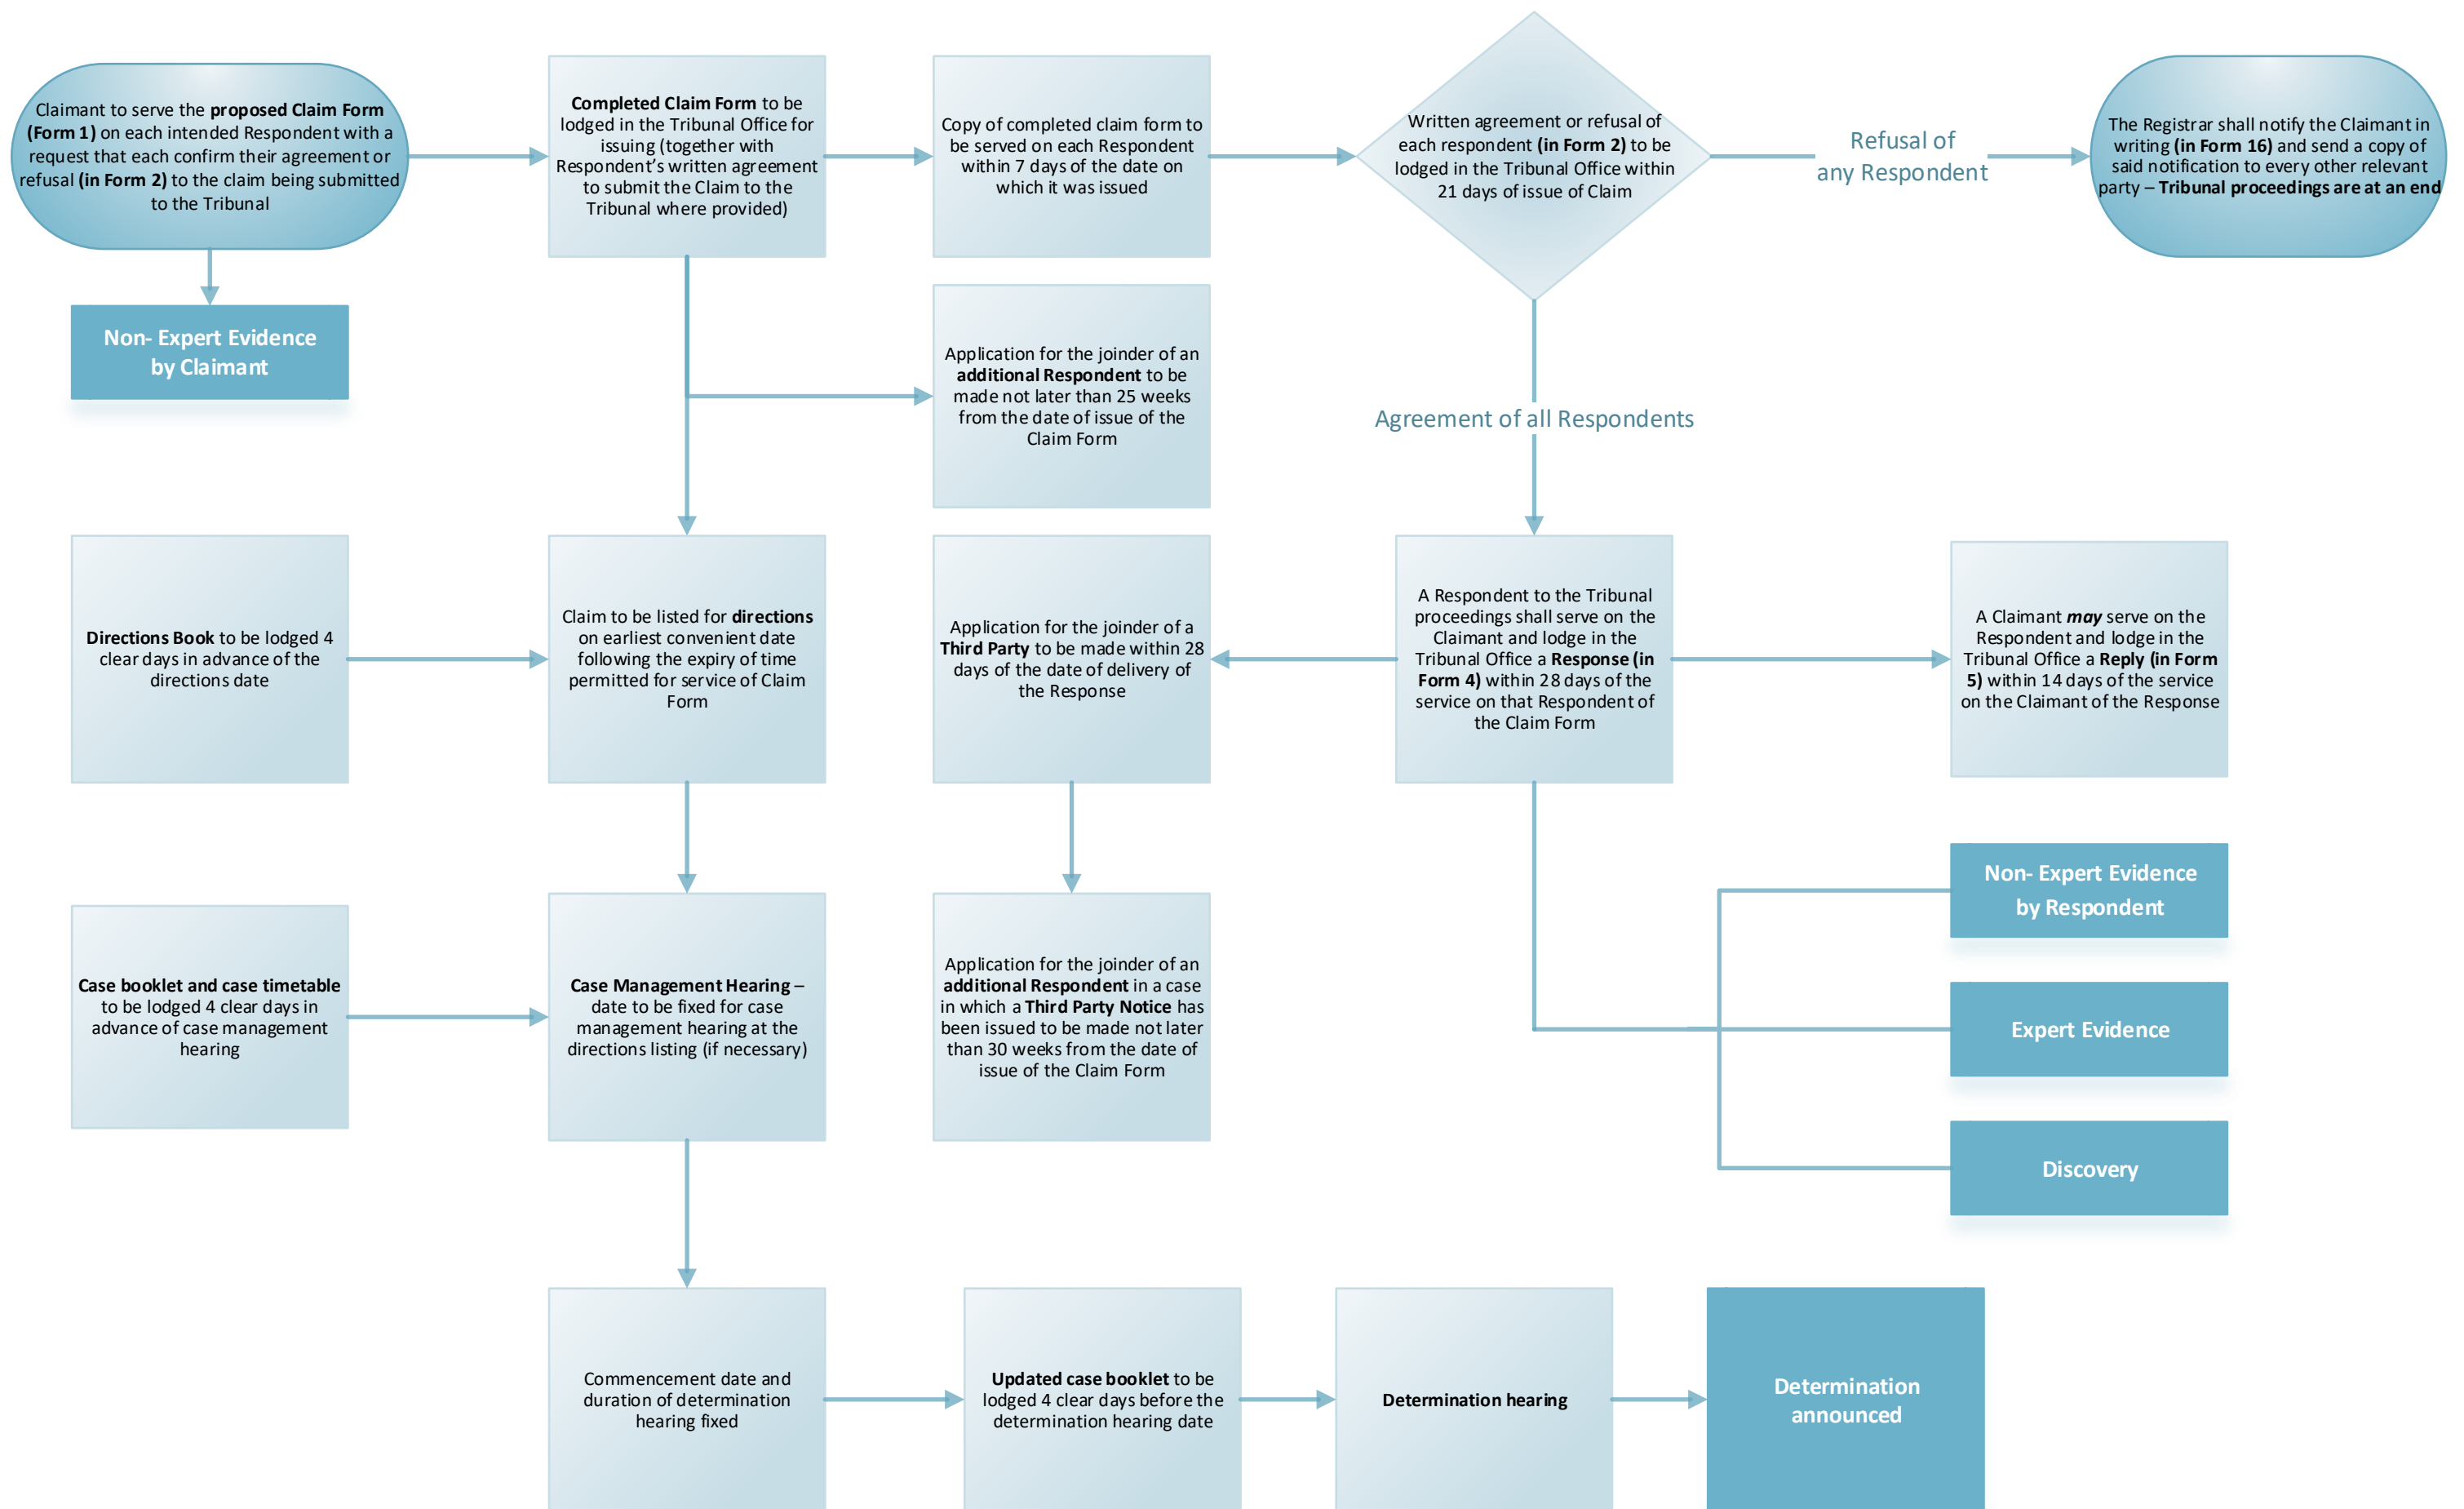 Claimant to serve the proposed Claim Form
(Form 1) on each intended Respondent with a
request that each confirm their agreement or
refusal (in Form 2) to the claim being submitted
to the Tribunal
Completed Claim Form to be
lodged in the Tribunal Office for
issuing (together with
Respondent's written agreement
to submit the Claim to the
Tribunal where provided)
Copy of completed claim form to
be served on each Respondent
within 7 days of the date on
which it was issued
Written agreement or refusal of
each respondent (in Form 2) to be
lodged in the Tribunal Office within
21 days of issue of Claim
Refusal of
any Respondent
The Registrar shall notify the Claimant in
writing (in Form 16) and send a copy of
said notification to every other relevant
party – Tribunal proceedings are at an end
Non- Expert Evidence
by Claimant
Application for the joinder of an
additional Respondent to be
made not later than 25 weeks
from the date of issue of the
Claim Form
Agreement of all Respondents
Directions Book to be lodged 4
clear days in advance of the
directions date
Claim to be listed for directions
on earliest convenient date
following the expiry of time
permitted for service of Claim
Form
Application for the joinder of a
Third Party to be made within 28
days of the date of delivery of
the Response
A Respondent to the Tribunal
proceedings shall serve on the
Claimant and lodge in the
Tribunal Office a Response (in
Form 4) within 28 days of the
service on that Respondent of
the Claim Form
A Claimant may serve on the
Respondent and lodge in the
Tribunal Office a Reply (in Form
5) within 14 days of the service
on the Claimant of the Response
Case booklet and case timetable
to be lodged 4 clear days in
advance of case management
hearing
Case Management Hearing –
date to be fixed for case
management hearing at the
directions listing (if necessary)
Application for the joinder of an
additional Respondent in a case
in which a Third Party Notice has
been issued to be made not later
than 30 weeks from the date of
issue of the Claim Form
Non- Expert Evidence
by Respondent
Expert Evidence
Discovery
Commencement date and
duration of determination
hearing fixed
Updated case booklet to be
lodged 4 clear days before the
determination hearing date
Determination hearing
Determination
announced